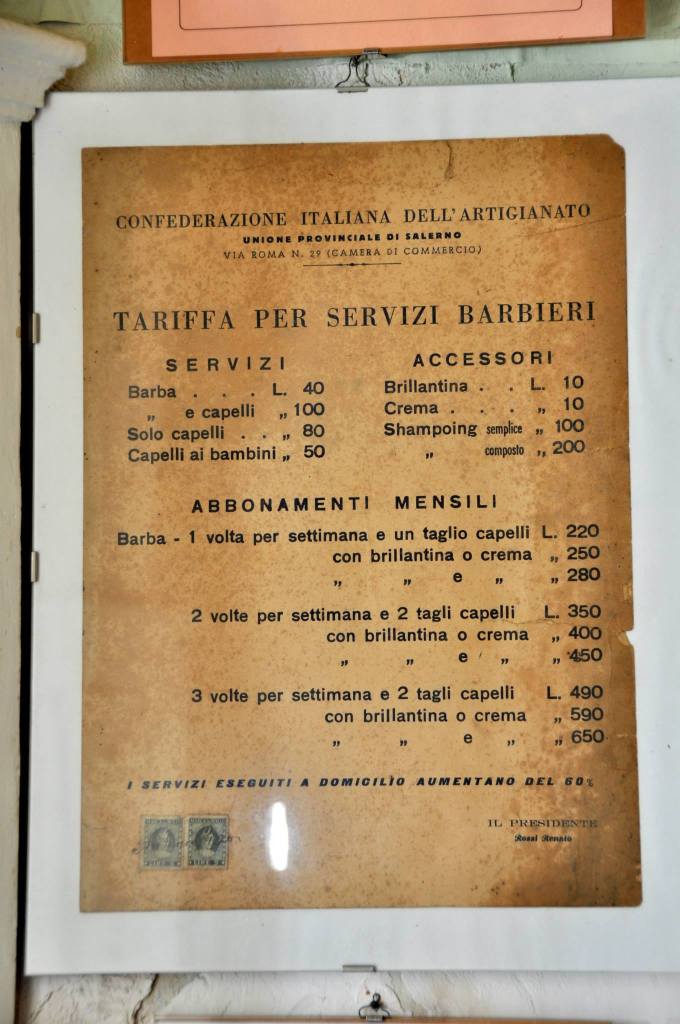 CONFEDERAZIONE ITALIANA DELL'ARTIGIANATO
UNIONE PROVINCIALE DI SALERNO
VIA ROMA N. 29 (CAMERA DI COMMERCIO)
TARIFFA PER SERVIZI BARBIERI
SERVIZI
Barba . . . L. 40
„ e capelli „ 100
Solo capelli . . „ 80
Capelli ai bambini „ 50
ACCESSORI
Brillantina . . L. 10
Crema . . . „ 10
Shampoing semplice „ 100
„ composto „ 200
ABBONAMENTI MENSILI
Barba - 1 volta per settimana e un taglio capelli L. 220
con brillantina o crema „ 250
„ „ e „ „ 280
2 volte per settimana e 2 tagli capelli L. 350
con brillantina o crema „ 400
„ „ e „ „ 450
3 volte per settimana e 2 tagli capelli L. 490
con brillantina o crema „ 590
„ „ e „ „ 650
I SERVIZI ESEGUITI A DOMICILIO AUMENTANO DEL 60%
IL PRESIDENTE
Rossi Renato
LIRE
LIRE